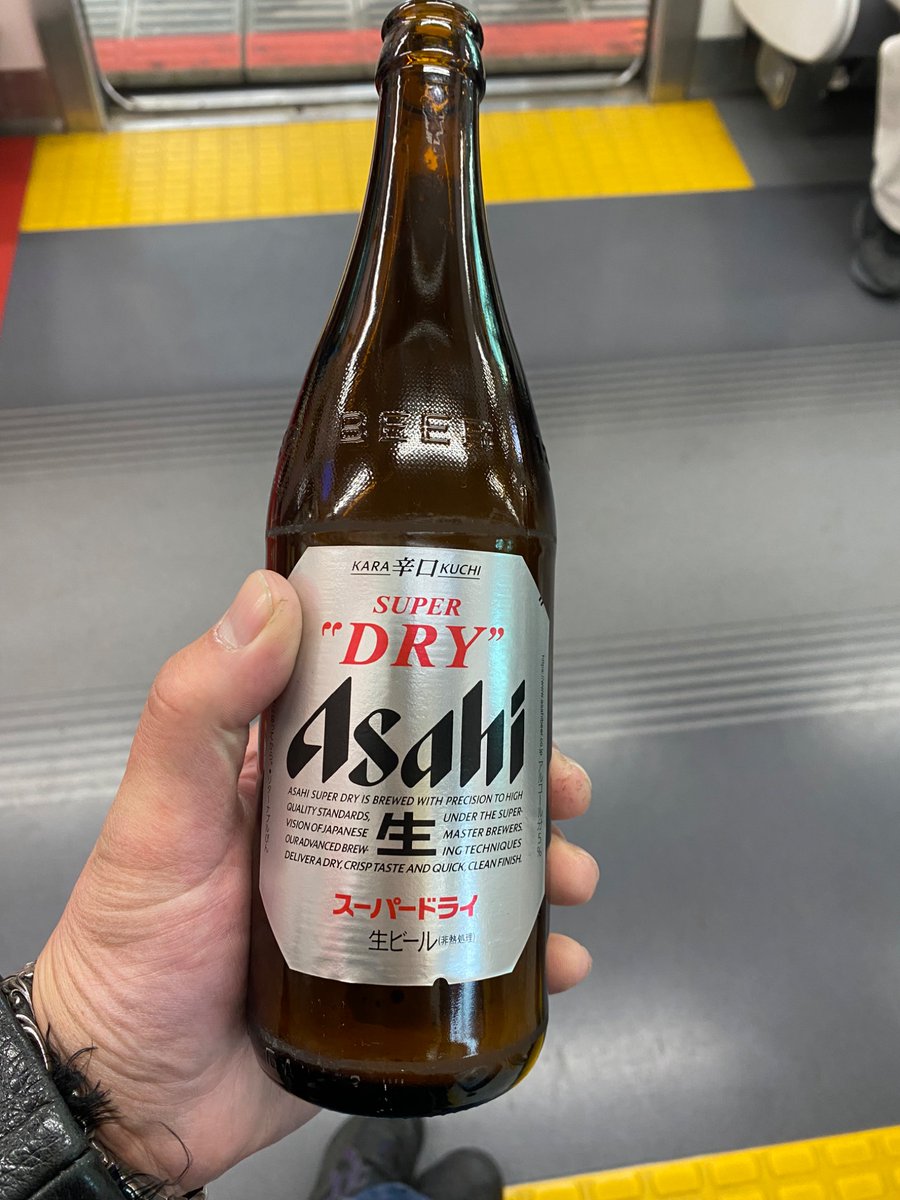 BEER
KARA 辛口 KUCHI
SUPER
"DRY"
Asahi
ASAHI SUPER DRY IS BREWED WITH PRECISION TO HIGH
QUALITY STANDARDS, UNDER THE SUPER-
VISION OF JAPANESE 生 MASTER BREWERS.
OUR ADVANCED BREW- ING TECHNIQUES
DELIVER A DRY, CRISP TASTE AND QUICK, CLEAN FINISH.
スーパードライ
生ビール(非熱処理)